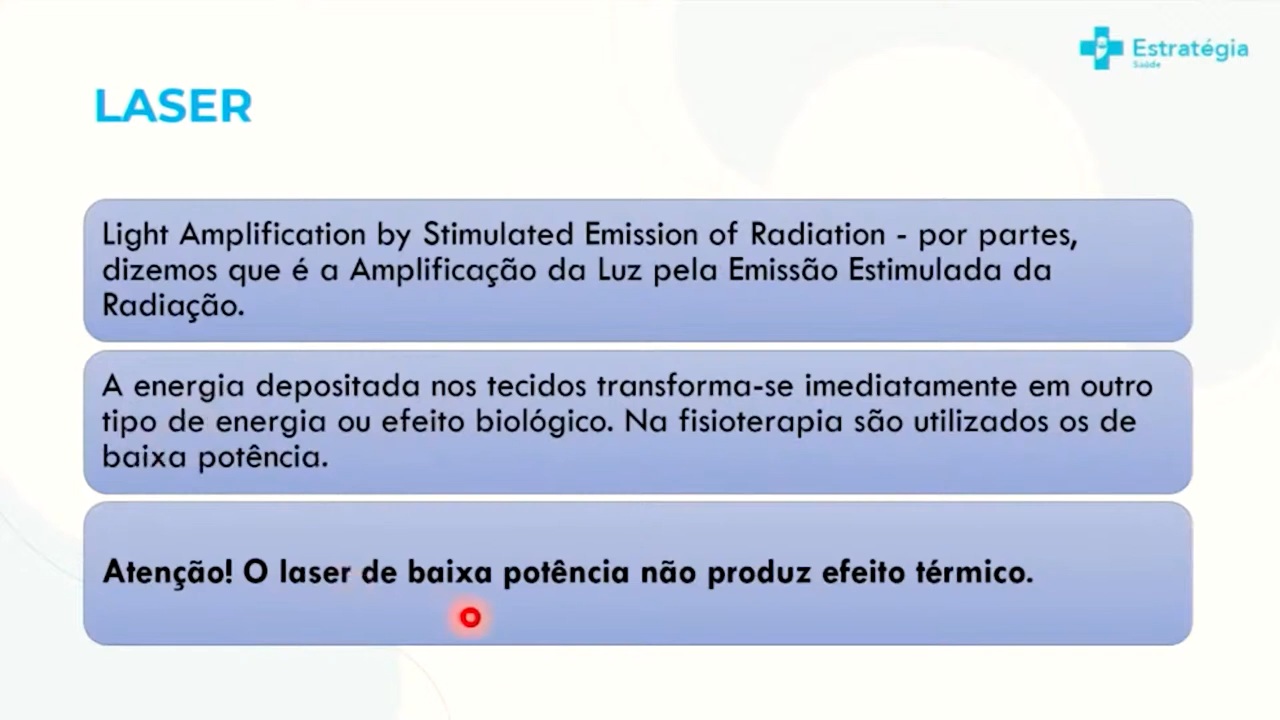 Estratégia
Saúde
LASER
Light Amplification by Stimulated Emission of Radiation - por partes,
dizemos que é a Amplificação da Luz pela Emissão Estimulada da
Radiação.
A energia depositada nos tecidos transforma-se imediatamente em outro
tipo de energia ou efeito biológico. Na fisioterapia são utilizados os de
baixa potência.
Atenção! O laser de baixa potência não produz efeito térmico.